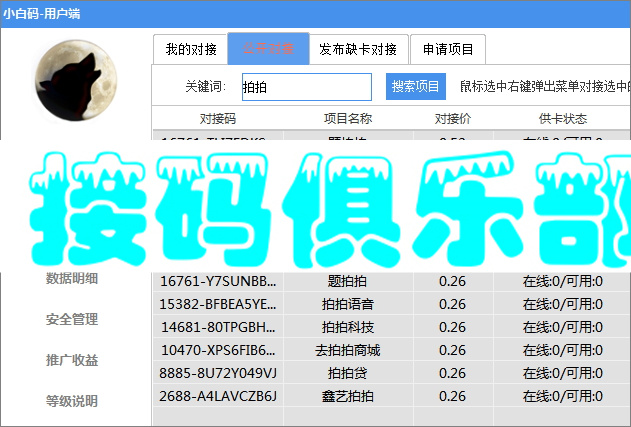 小白码-用户端
我的对接
发布缺卡对接
申请项目
关键词:
拍拍
搜索项目
鼠标选中右键弹出菜单对接选中的
对接码 项目名称 对接价 供卡状态
接码俱乐部
数据明细
安全管理
推广收益
等级说明
16761-Y7SUNBB... 题拍拍 0.26 在线:0/可用:0
15382-BFBEA5YE... 拍拍语音 0.26 在线:0/可用:0
14681-80TPGBH... 拍拍科技 0.26 在线:0/可用:0
10470-XPS6FIB6... 去拍拍商城 0.26 在线:0/可用:0
8885-8U72Y049VJ 拍拍贷 0.26 在线:0/可用:0
2688-A4LAVCZB6J 鑫艺拍拍 0.26 在线:0/可用:0